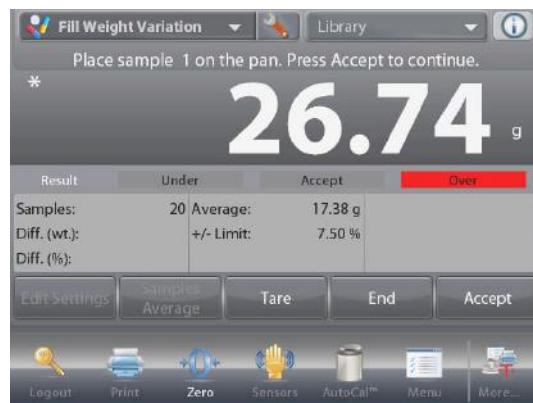 Fill Weight Variation Library
Place sample 1 on the pan. Press Accept to continue.
*
26.74 g
Result Under Accept Over
Samples: 20 Average: 17.38 g
Diff. (wt.): +/- Limit: 7.50 %
Diff. (%):
Edit Settings Samples Average Tare End Accept
Logout Print Zero Sensors AutoCal™ Menu More...